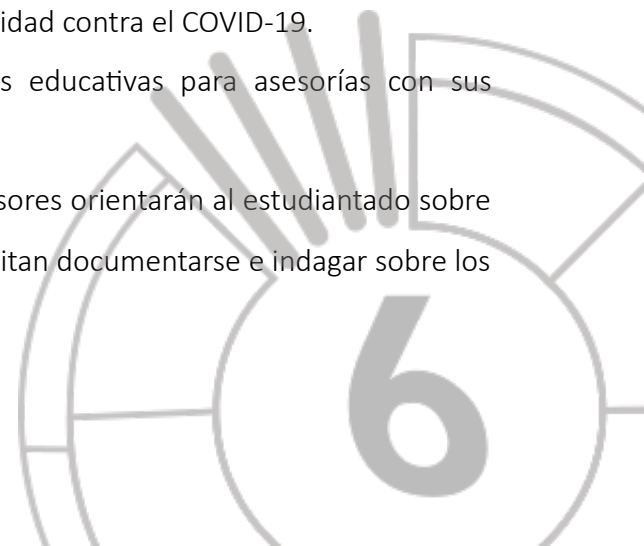 idad contra el COVID-19.
s educativas para asesorías con sus
sores orientarán al estudiantado sobre
itan documentarse e indagar sobre los
6